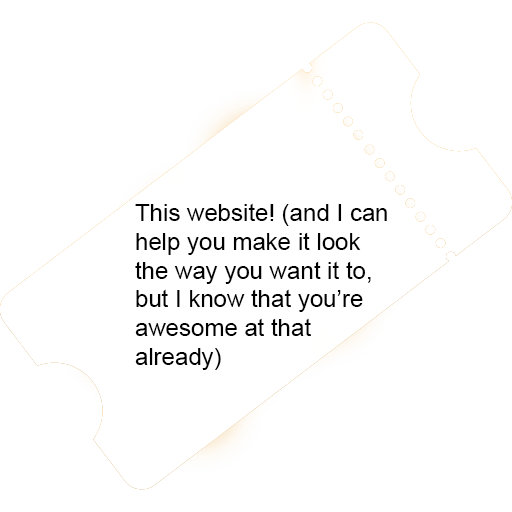 This website! (and I can
help you make it look
the way you want it to,
but I know that you’re
awesome at that
already)